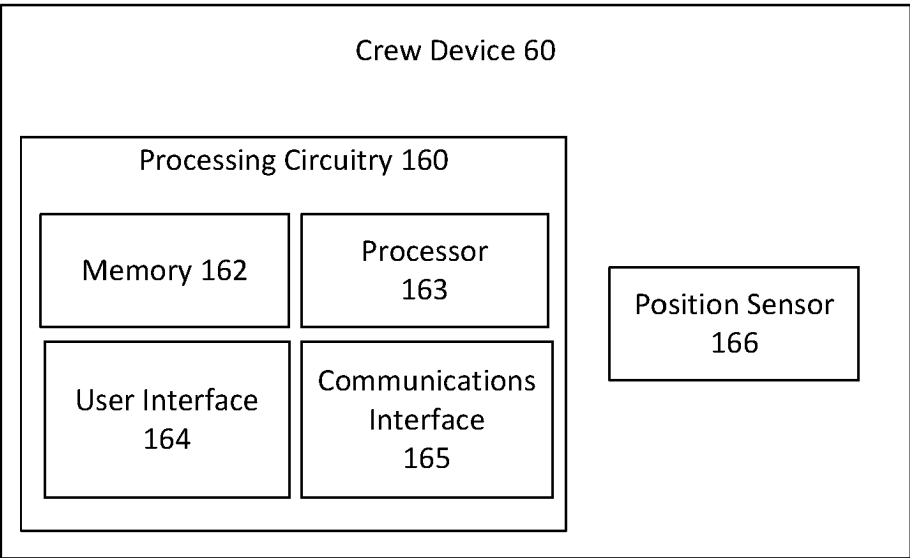 Crew Device 60
Processing Circuitry 160
Memory 162
Processor
163
User Interface
164
Communications
Interface
165
Position Sensor
166